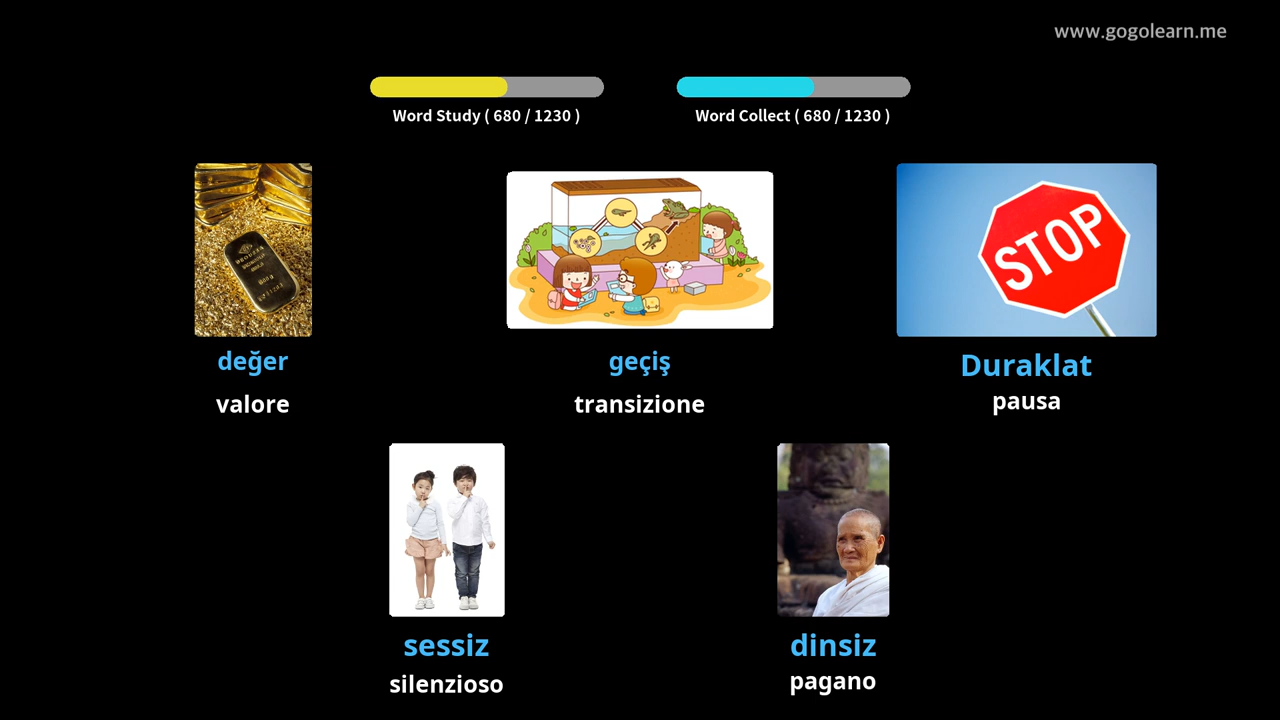 www.gogolearn.me
Word Study ( 680 / 1230 )
Word Collect ( 680 / 1230 )
STOP
değer
geçiş
Duraklat
valore
transizione
pausa
sessiz
dinsiz
silenzioso
pagano